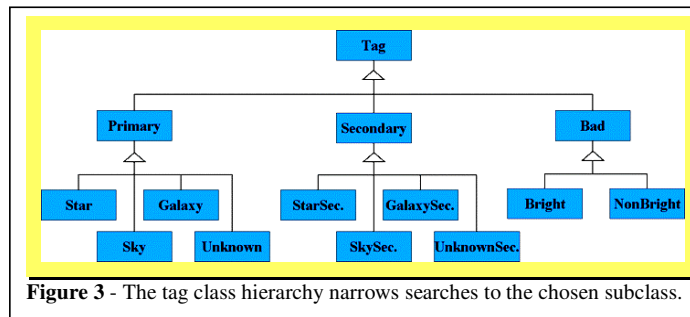 Tag
Primary
Secondary
Bad
Star
Galaxy
StarSec.
GalaxySec.
Bright
NonBright
Sky
Unknown
SkySec.
UnknownSec.
Figure 3 - The tag class hierarchy narrows searches to the chosen subclass.